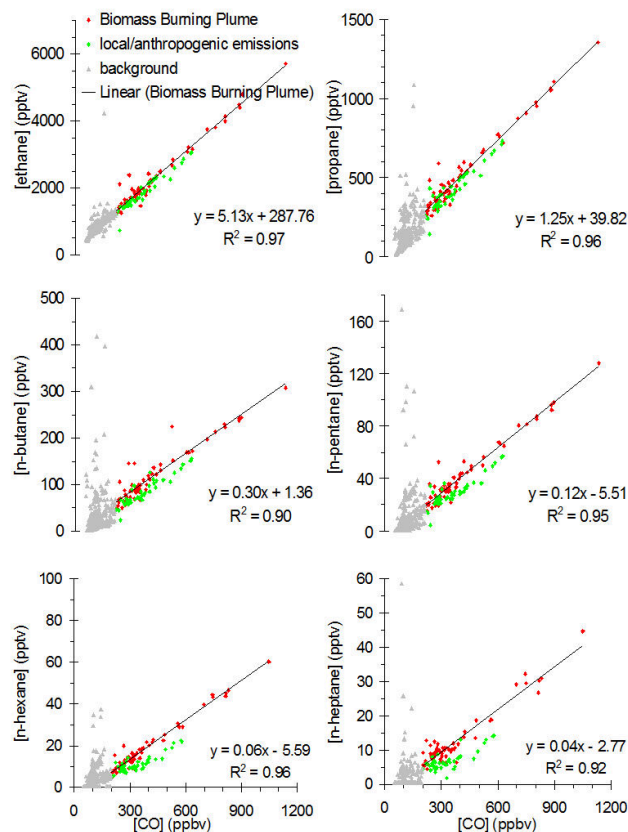 Biomass Burning Plume
local/anthropogenic emissions
background
Linear (Biomass Burning Plume)
[ethane] (pptv)
6000
4000
2000
0
y = 5.13x + 287.76
R² = 0.97
[propane] (pptv)
1500
1000
500
0
y = 1.25x + 39.82
R² = 0.96
[n-butane] (pptv)
500
400
300
200
100
0
y = 0.30x + 1.36
R² = 0.90
[n-pentane] (pptv)
160
120
80
40
0
y = 0.12x - 5.51
R² = 0.95
[n-hexane] (pptv)
100
80
60
40
20
0
y = 0.06x - 5.59
R² = 0.96
0 300 600 900 1200
[CO] (ppbv)
[n-heptane] (pptv)
60
50
40
30
20
10
0
y = 0.04x - 2.77
R² = 0.92
0 300 600 900 1200
[CO] (ppbv)